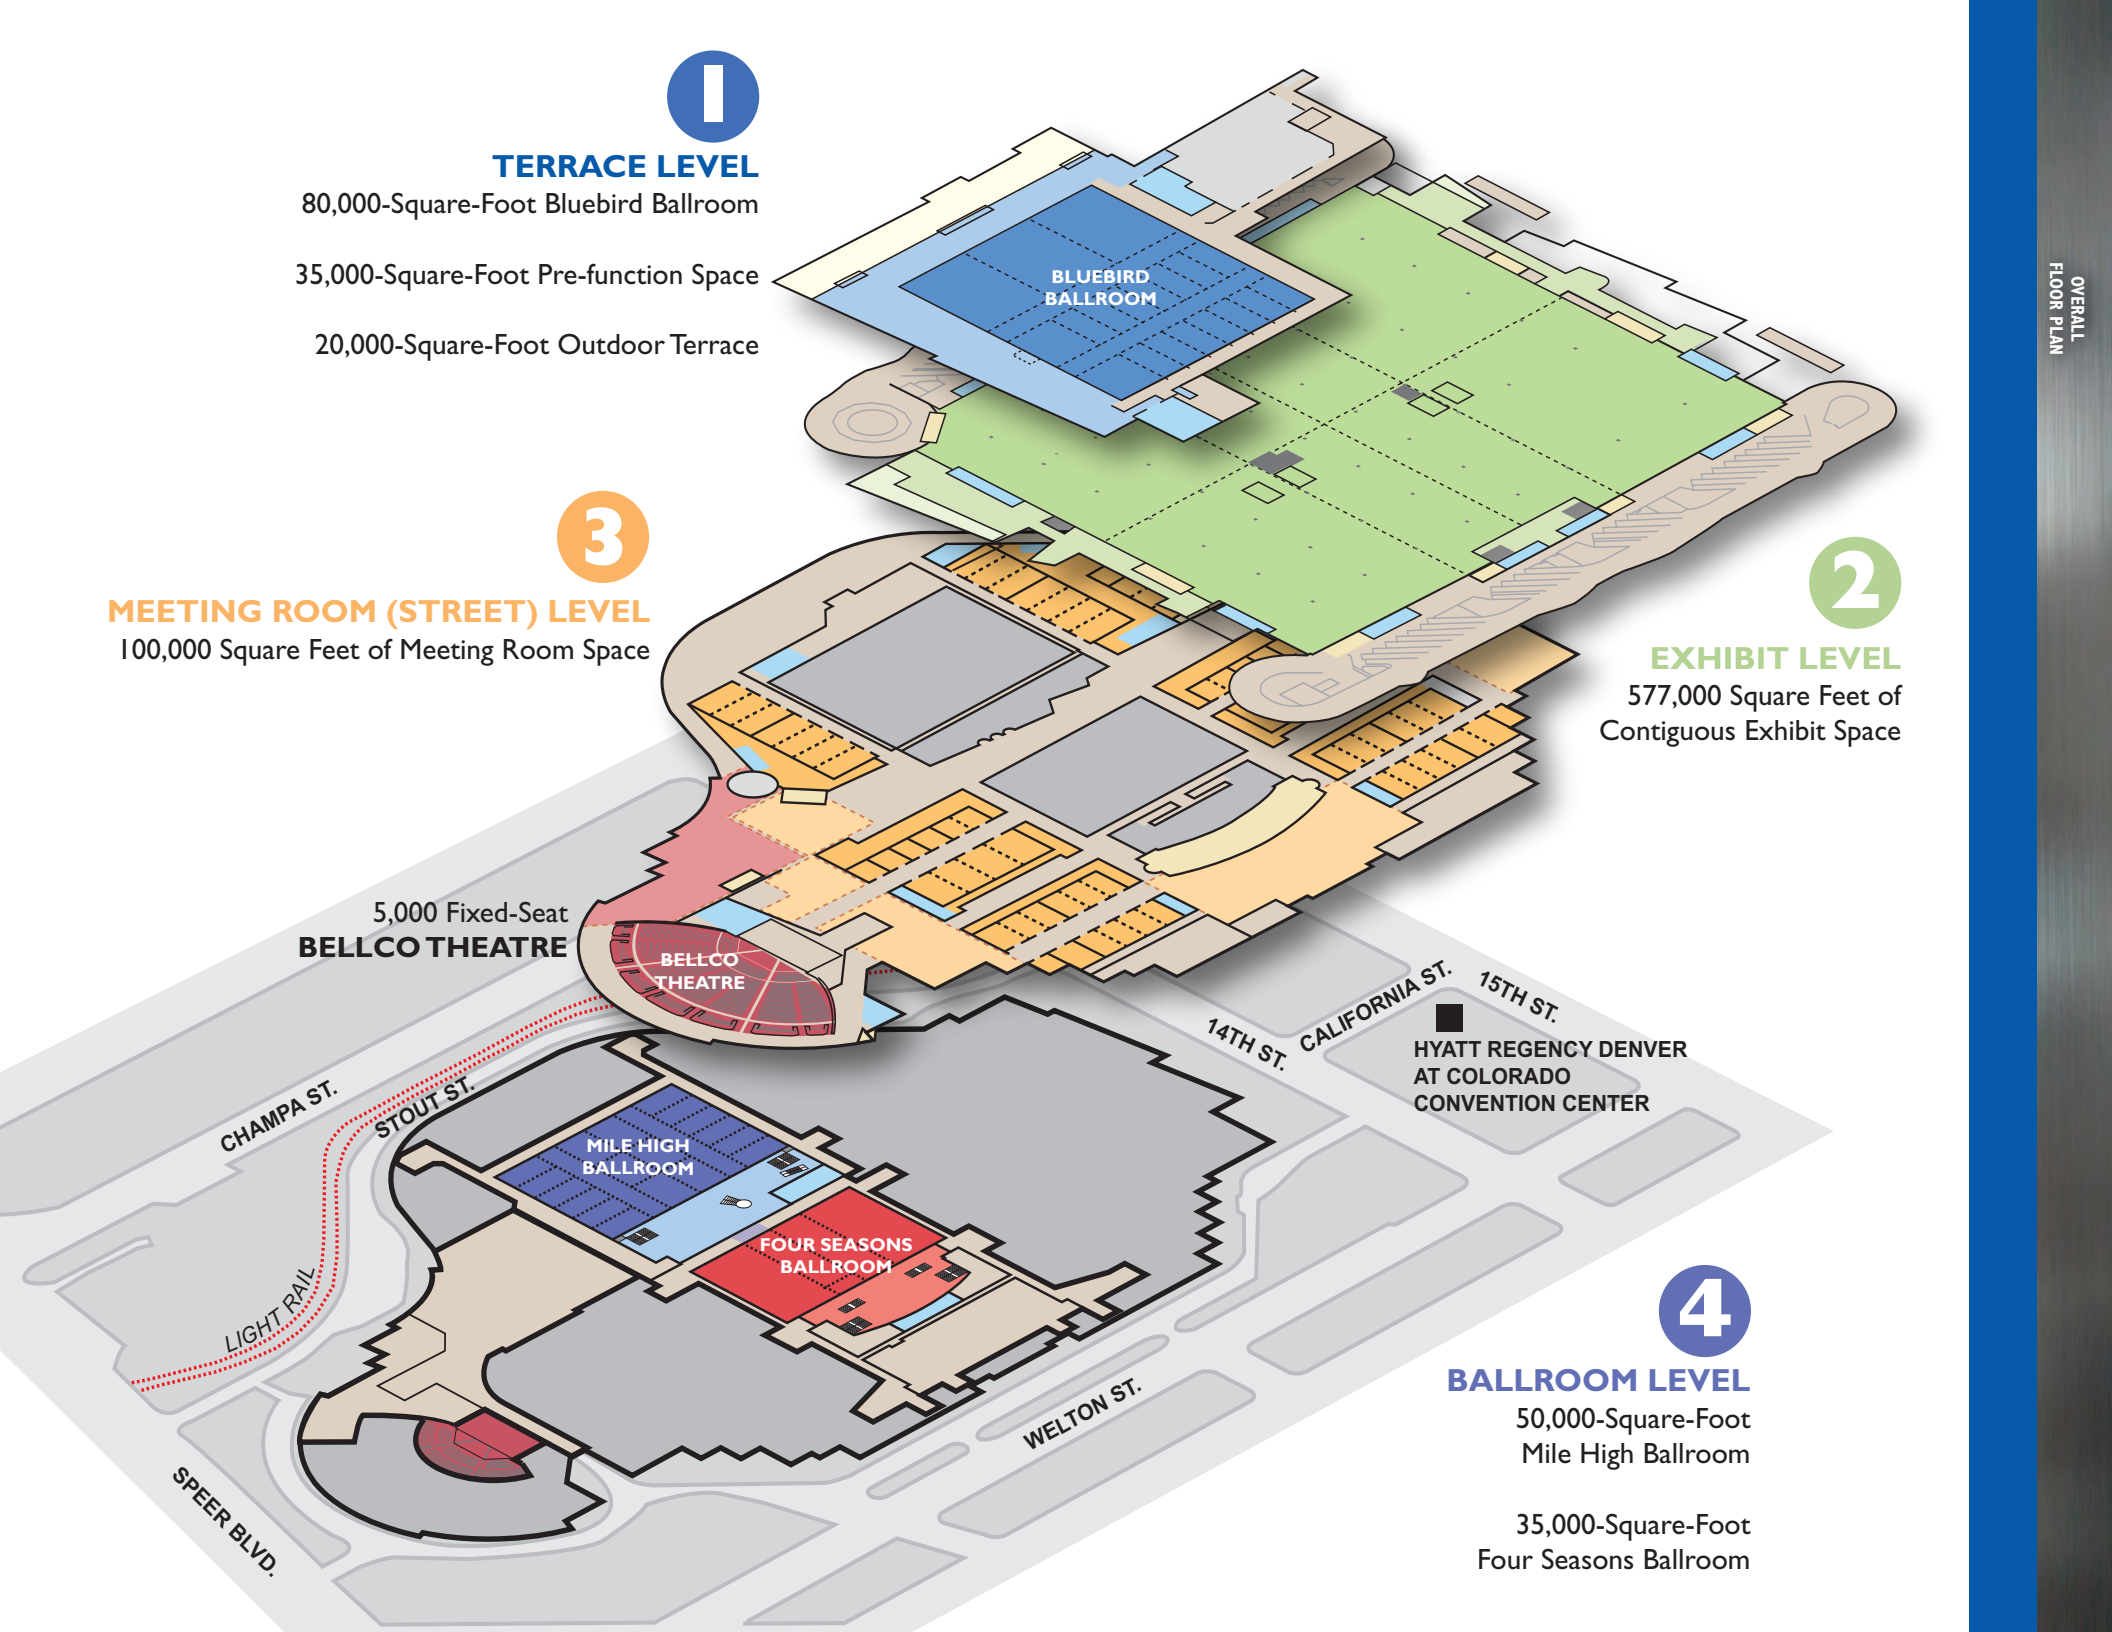 1
TERRACE LEVEL
80,000-Square-Foot Bluebird Ballroom
35,000-Square-Foot Pre-function Space
20,000-Square-Foot Outdoor Terrace
BLUEBIRD
BALLROOM
OVERALL
FLOOR PLAN
3
MEETING ROOM (STREET) LEVEL
100,000 Square Feet of Meeting Room Space
2
EXHIBIT LEVEL
577,000 Square Feet of
Contiguous Exhibit Space
5,000 Fixed-Seat
BELLCO THEATRE
BELLCO
THEATRE
CALIFORNIA ST.
15TH ST.
14TH ST.
HYATT REGENCY DENVER
AT COLORADO
CONVENTION CENTER
CHAMPA ST.
STOUT ST.
MILE HIGH
BALLROOM
FOUR SEASONS
BALLROOM
LIGHT RAIL
WELTON ST.
SPEER BLVD.
4
BALLROOM LEVEL
50,000-Square-Foot
Mile High Ballroom
35,000-Square-Foot
Four Seasons Ballroom